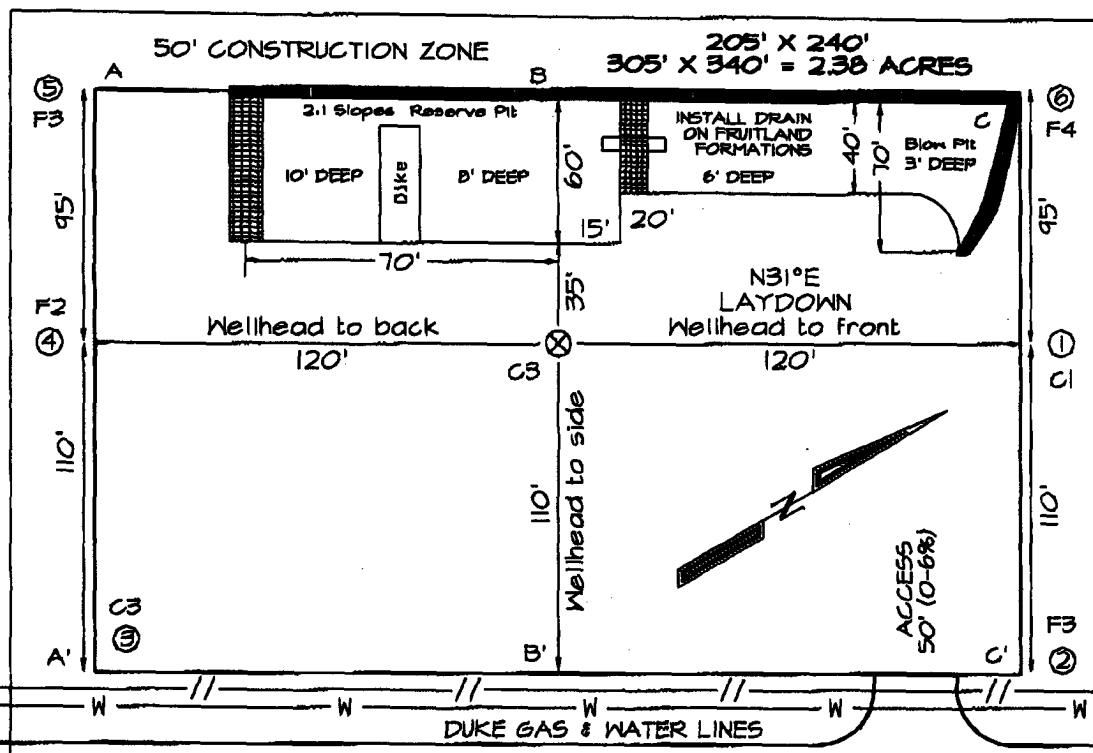 50' CONSTRUCTION ZONE
205' X 240'
305' X 340' = 2.38 ACRES
A
B
⑤
F3
2:1 Slopes Reserve Pit
INSTALL DRAIN
ON FRUITLAND
FORMATIONS
C
⑥
F4
10' DEEP
Dike
8' DEEP
60'
6' DEEP
40'
70'
Blow Pit
3' DEEP
95'
15'
20'
95'
70'
35'
N31°E
LAYDOWN
F2
④
Wellhead to back
120'
Wellhead to front
120'
①
C1
C3
110'
Wellhead to side
110'
N
110'
ACCESS
50' (0-6%)
C3
③
F3
②
A'
B'
C'
// // // //
W W W W W
DUKE GAS & WATER LINES